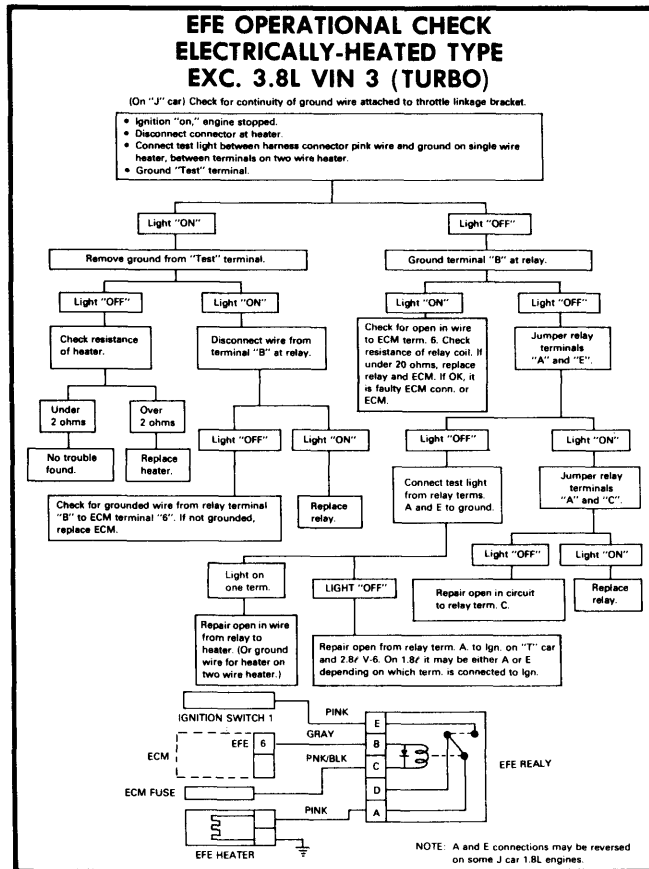 EFE OPERATIONAL CHECK
ELECTRICALLY-HEATED TYPE
EXC. 3.8L VIN 3 (TURBO)
(On "J" car) Check for continuity of ground wire attached to throttle linkage bracket.
• Ignition "on," engine stopped.
• Disconnect connector at heater.
• Connect test light between harness connector pink wire and ground on single wire
heater, between terminals on two wire heater.
• Ground "Test" terminal.
Light "ON"
Light "OFF"
Remove ground from "Test" terminal.
Ground terminal "B" at relay.
Light "OFF"
Light "ON"
Light "ON"
Light "OFF"
Check resistance
of heater.
Disconnect wire from
terminal "B" at relay.
Check for open in wire
to ECM term. 6. Check
resistance of relay coil. If
under 20 ohms, replace
relay and ECM. If OK, it
is faulty ECM conn. or
ECM.
Jumper relay
terminals
"A" and "E".
Under
2 ohms
Over
2 ohms
Light "OFF"
Light "ON"
Light "OFF"
Light "ON"
No trouble
found.
Replace
heater.
Connect test light
from relay terms.
A and E to ground.
Jumper relay
terminals
"A" and "C".
Check for grounded wire from relay terminal
"B" to ECM terminal "6". If not grounded,
replace ECM.
Replace
relay.
Light "OFF"
Light "ON"
Light on
one term.
LIGHT "OFF"
Repair open in circuit
to relay term. C.
Replace
relay.
Repair open in wire
from relay to
heater. (Or ground
wire for heater on
two wire heater.)
Repair open from relay term. A. to Ign. on "T" car
and 2.8ℓ V-6. On 1.8ℓ it may be either A or E
depending on which term. is connected to Ign.
PINK
IGNITION SWITCH 1
E
GRAY
EFE 6
B
ECM
PNK/BLK
C
EFE REALY
ECM FUSE
D
PINK
A
EFE HEATER
NOTE: A and E connections may be reversed
on some J car 1.8L engines.